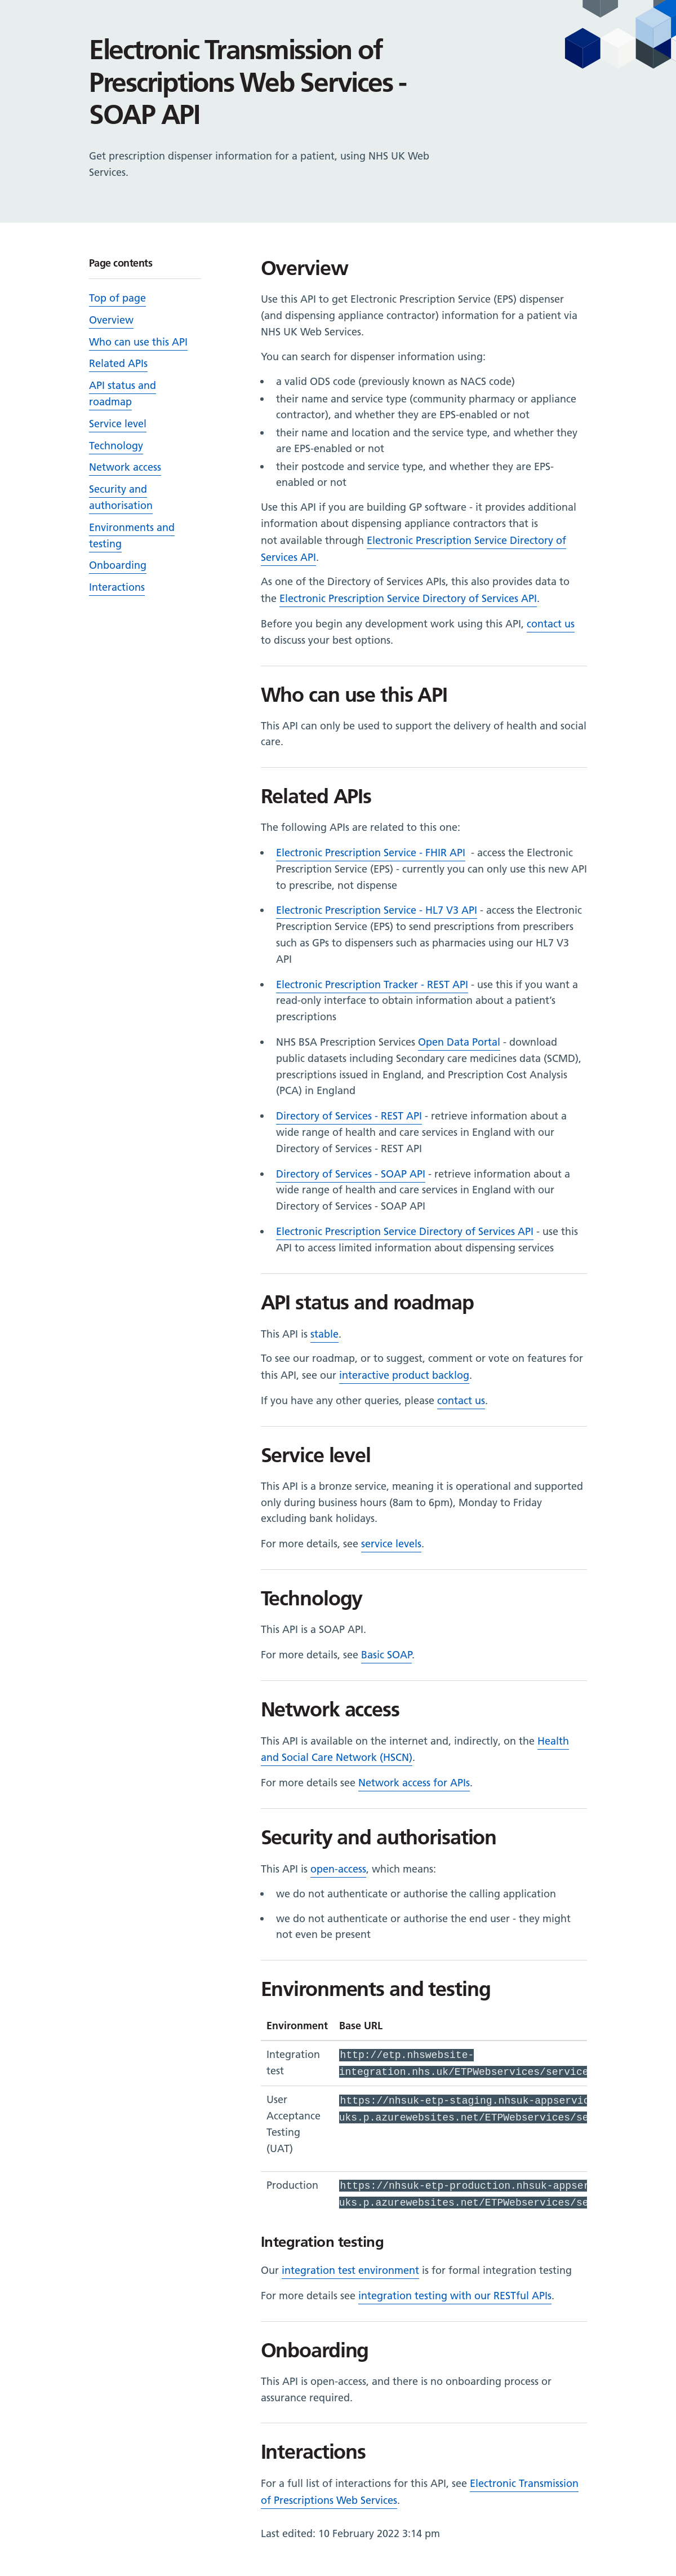 Electronic Transmission of
Prescriptions Web Services -
SOAP API
Get prescription dispenser information for a patient, using NHS UK Web
Services.
Page contents
Top of page
Overview
Who can use this API
Related APIs
API status and
roadmap
Service level
Technology
Network access
Security and
authorisation
Environments and
testing
Onboarding
Interactions
Overview
Use this API to get Electronic Prescription Service (EPS) dispenser
(and dispensing appliance contractor) information for a patient via
NHS UK Web Services.
You can search for dispenser information using:
• a valid ODS code (previously known as NACS code)
• their name and service type (community pharmacy or appliance
contractor), and whether they are EPS-enabled or not
• their name and location and the service type, and whether they
are EPS-enabled or not
• their postcode and service type, and whether they are EPS-
enabled or not
Use this API if you are building GP software - it provides additional
information about dispensing appliance contractors that is
not available through Electronic Prescription Service Directory of
Services API.
As one of the Directory of Services APIs, this also provides data to
the Electronic Prescription Service Directory of Services API.
Before you begin any development work using this API, contact us
to discuss your best options.
Who can use this API
This API can only be used to support the delivery of health and social
care.
Related APIs
The following APIs are related to this one:
• Electronic Prescription Service - FHIR API - access the Electronic
Prescription Service (EPS) - currently you can only use this new API
to prescribe, not dispense
• Electronic Prescription Service - HL7 V3 API - access the Electronic
Prescription Service (EPS) to send prescriptions from prescribers
such as GPs to dispensers such as pharmacies using our HL7 V3
API
• Electronic Prescription Tracker - REST API - use this if you want a
read-only interface to obtain information about a patient's
prescriptions
• NHS BSA Prescription Services Open Data Portal - download
public datasets including Secondary care medicines data (SCMD),
prescriptions issued in England, and Prescription Cost Analysis
(PCA) in England
• Directory of Services - REST API - retrieve information about a
wide range of health and care services in England with our
Directory of Services - REST API
• Directory of Services - SOAP API - retrieve information about a
wide range of health and care services in England with our
Directory of Services - SOAP API
• Electronic Prescription Service Directory of Services API - use this
API to access limited information about dispensing services
API status and roadmap
This API is stable.
To see our roadmap, or to suggest, comment or vote on features for
this API, see our interactive product backlog.
If you have any other queries, please contact us.
Service level
This API is a bronze service, meaning it is operational and supported
only during business hours (8am to 6pm), Monday to Friday
excluding bank holidays.
For more details, see service levels.
Technology
This API is a SOAP API.
For more details, see Basic SOAP.
Network access
This API is available on the internet and, indirectly, on the Health
and Social Care Network (HSCN).
For more details see Network access for APIs.
Security and authorisation
This API is open-access, which means:
• we do not authenticate or authorise the calling application
• we do not authenticate or authorise the end user - they might
not even be present
Environments and testing
Environment Base URL
Integration http://etp.nhswebsite-
test integration.nhs.uk/ETPWebservices/service
User https://nhsuk-etp-staging.nhsuk-appservic
Acceptance uks.p.azurewebsites.net/ETPWebservices/se
Testing
(UAT)
Production https://nhsuk-etp-production.nhsuk-appser
uks.p.azurewebsites.net/ETPWebservices/se
Integration testing
Our integration test environment is for formal integration testing
For more details see integration testing with our RESTful APIs.
Onboarding
This API is open-access, and there is no onboarding process or
assurance required.
Interactions
For a full list of interactions for this API, see Electronic Transmission
of Prescriptions Web Services.
Last edited: 10 February 2022 3:14 pm